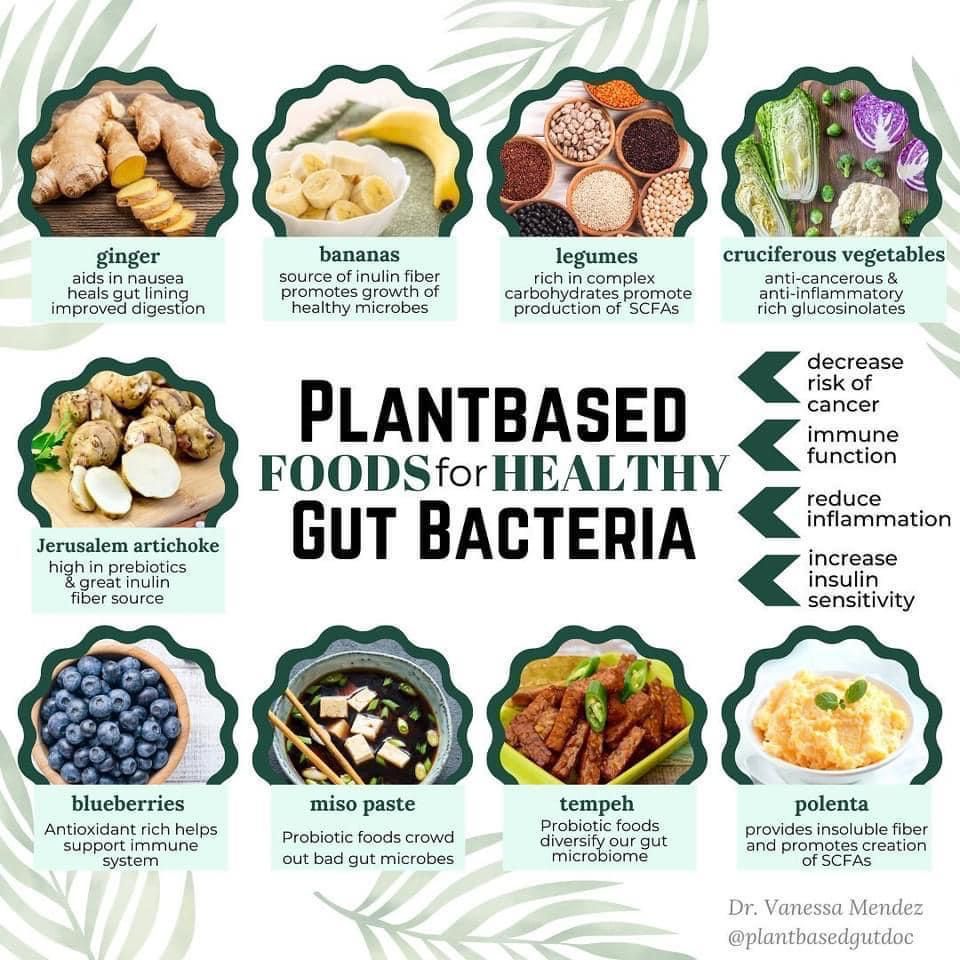 ginger
aids in nausea
heals gut lining
improved digestion
bananas
source of inulin fiber
promotes growth of
healthy microbes
legumes
rich in complex
carbohydrates promote
production of SCFAs
cruciferous vegetables
anti-cancerous &
anti-inflammatory
rich glucosinolates
Jerusalem artichoke
high in prebiotics
& great inulin
fiber source
PLANTBASED
FOODS for HEALTHY
GUT BACTERIA
decrease
risk of
cancer
immune
function
reduce
inflammation
increase
insulin
sensitivity
blueberries
Antioxidant rich helps
support immune
system
miso paste
Probiotic foods crowd
out bad gut microbes
tempeh
Probiotic foods
diversify our gut
microbiome
polenta
provides insoluble fiber
and promotes creation
of SCFAs
Dr. Vanessa Mendez
@plantbasedgutdoc